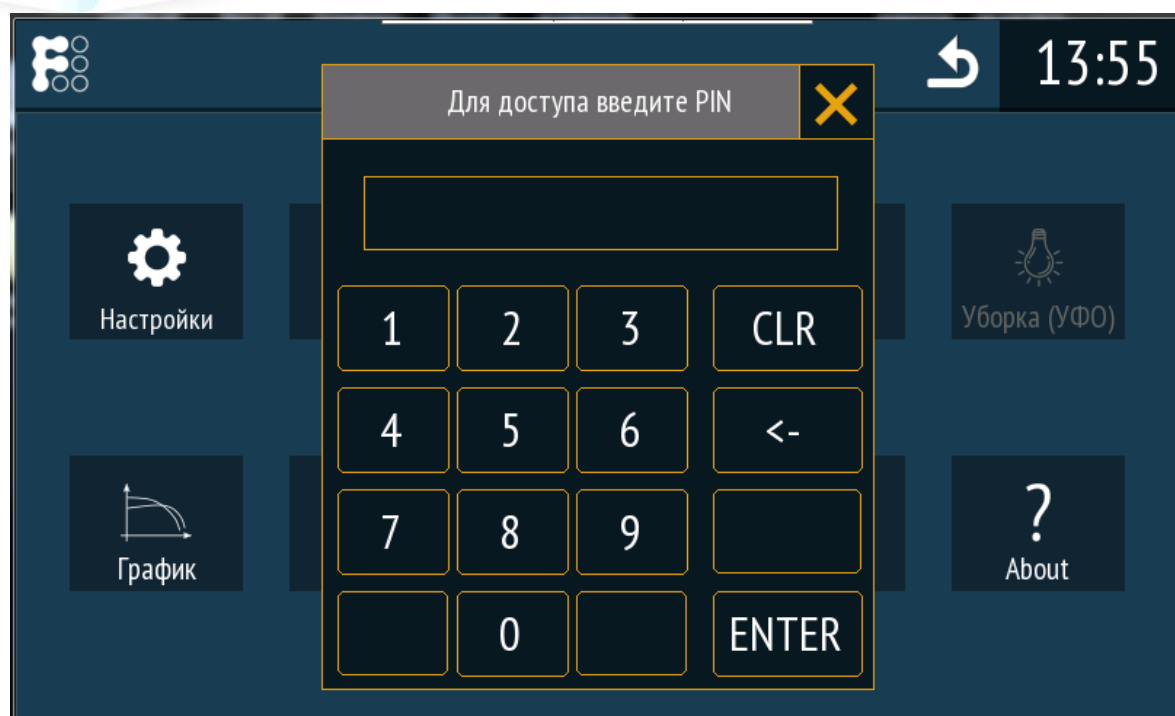 13:55
Для доступа введите PIN
Настройки
Уборка (УФО)
1 2 3 CLR
4 5 6 <-
7 8 9
0 ENTER
График
About